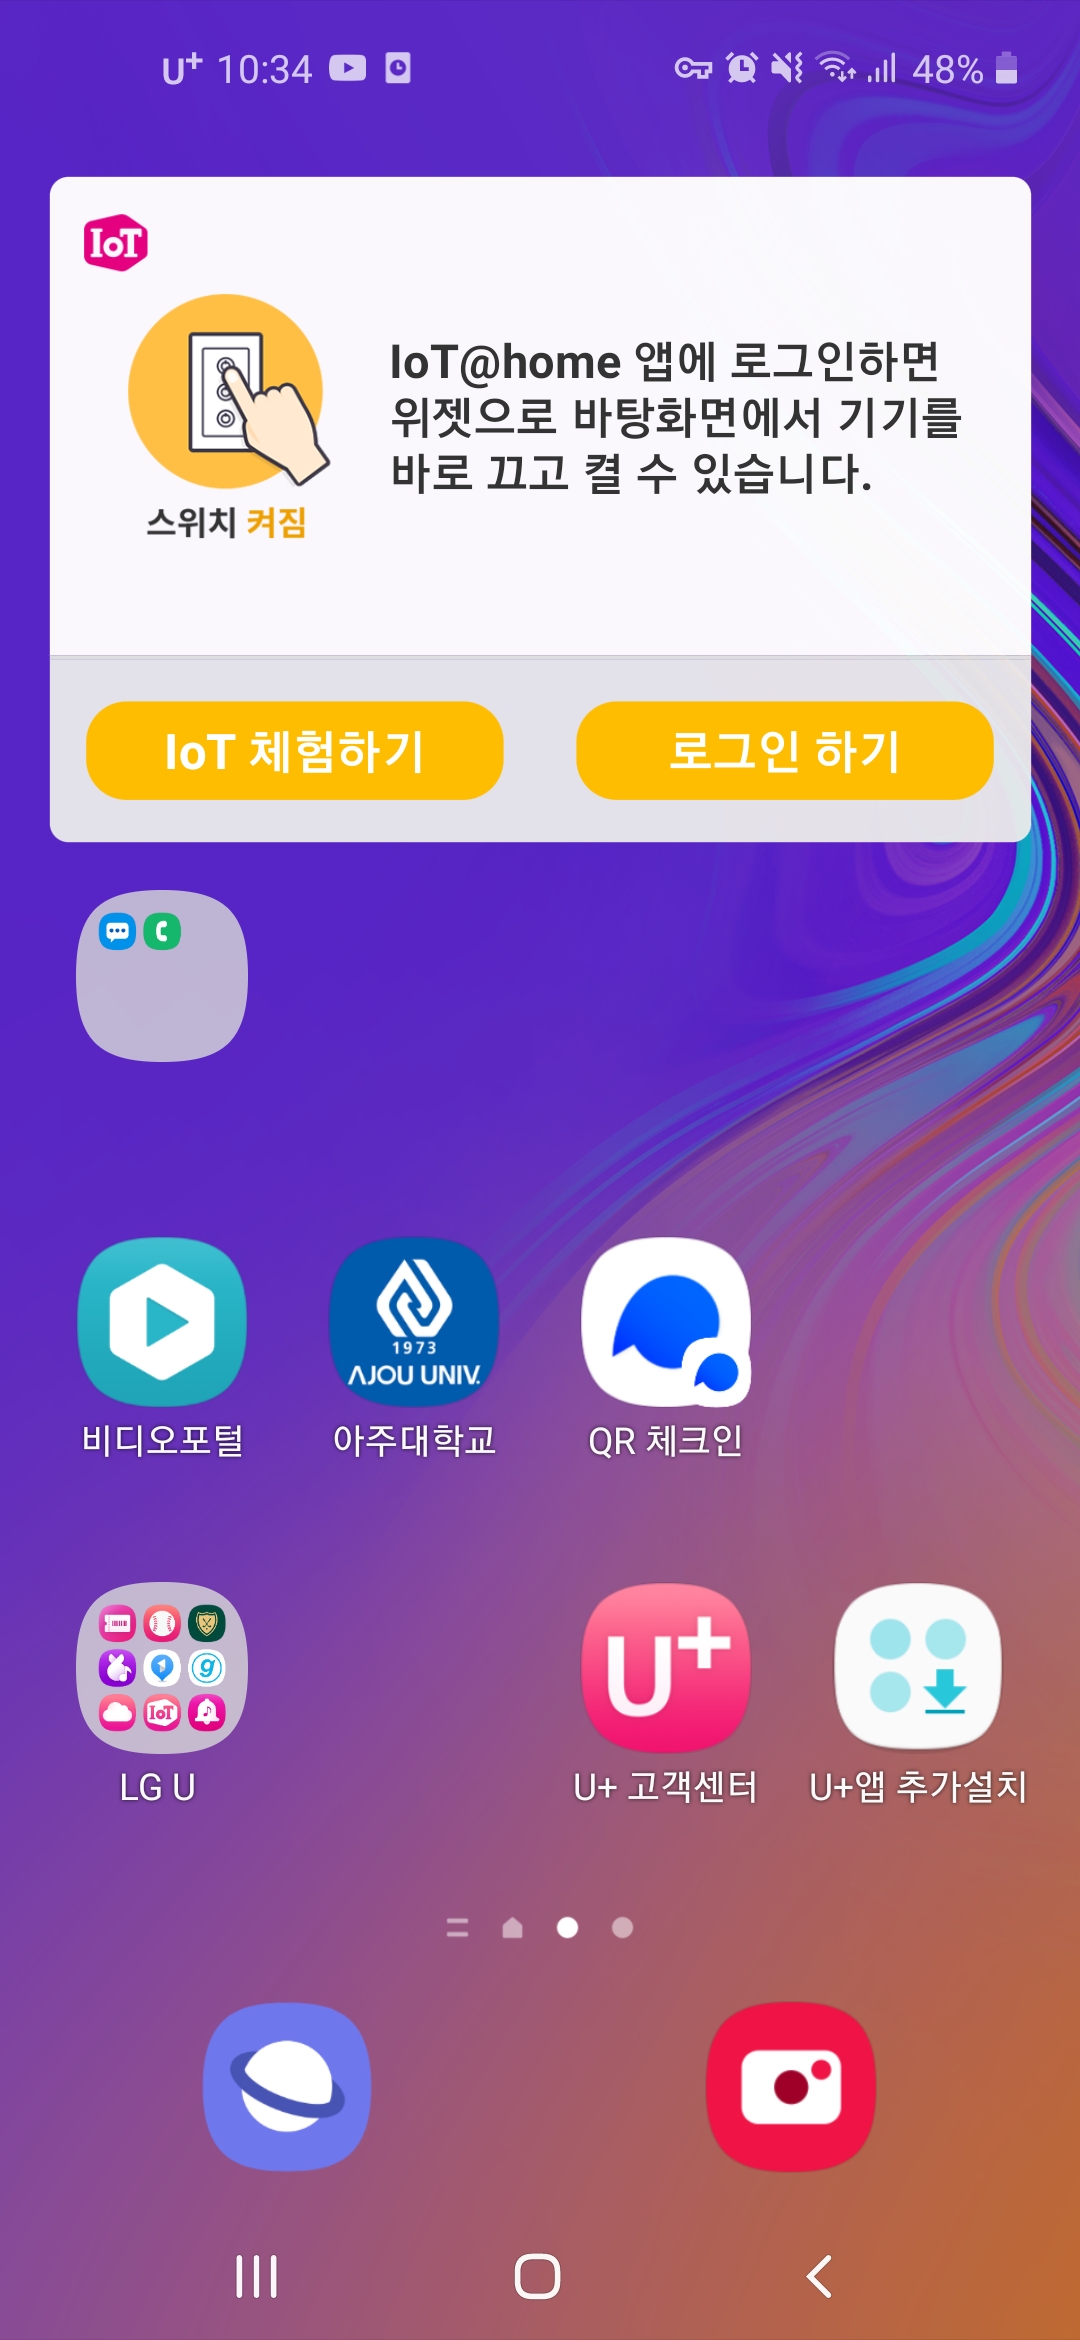 U+ 10:34 48%
IoT
IoT@home 앱에 로그인하면
위젯으로 바탕화면에서 기기를
바로 끄고 켤 수 있습니다.
스위치 켜짐
IoT 체험하기 로그인 하기
1973
AJOU UNIV.
비디오포털 아주대학교 QR 체크인
U+
IoT
LG U U+ 고객센터 U+앱 추가설치